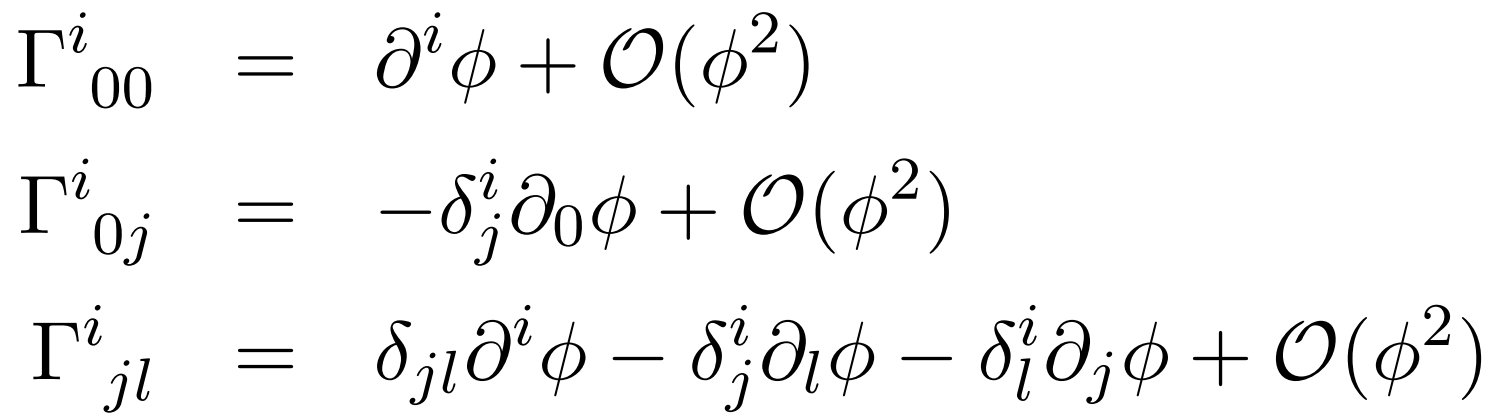 Γ^i_{00} = ∂^i ϕ + 𝒪(ϕ^2)
Γ^i_{0j} = −δ^i_j ∂_0 ϕ + 𝒪(ϕ^2)
Γ^i_{jl} = δ_{jl} ∂^i ϕ − δ^i_j ∂_l ϕ − δ^i_l ∂_j ϕ + 𝒪(ϕ^2)